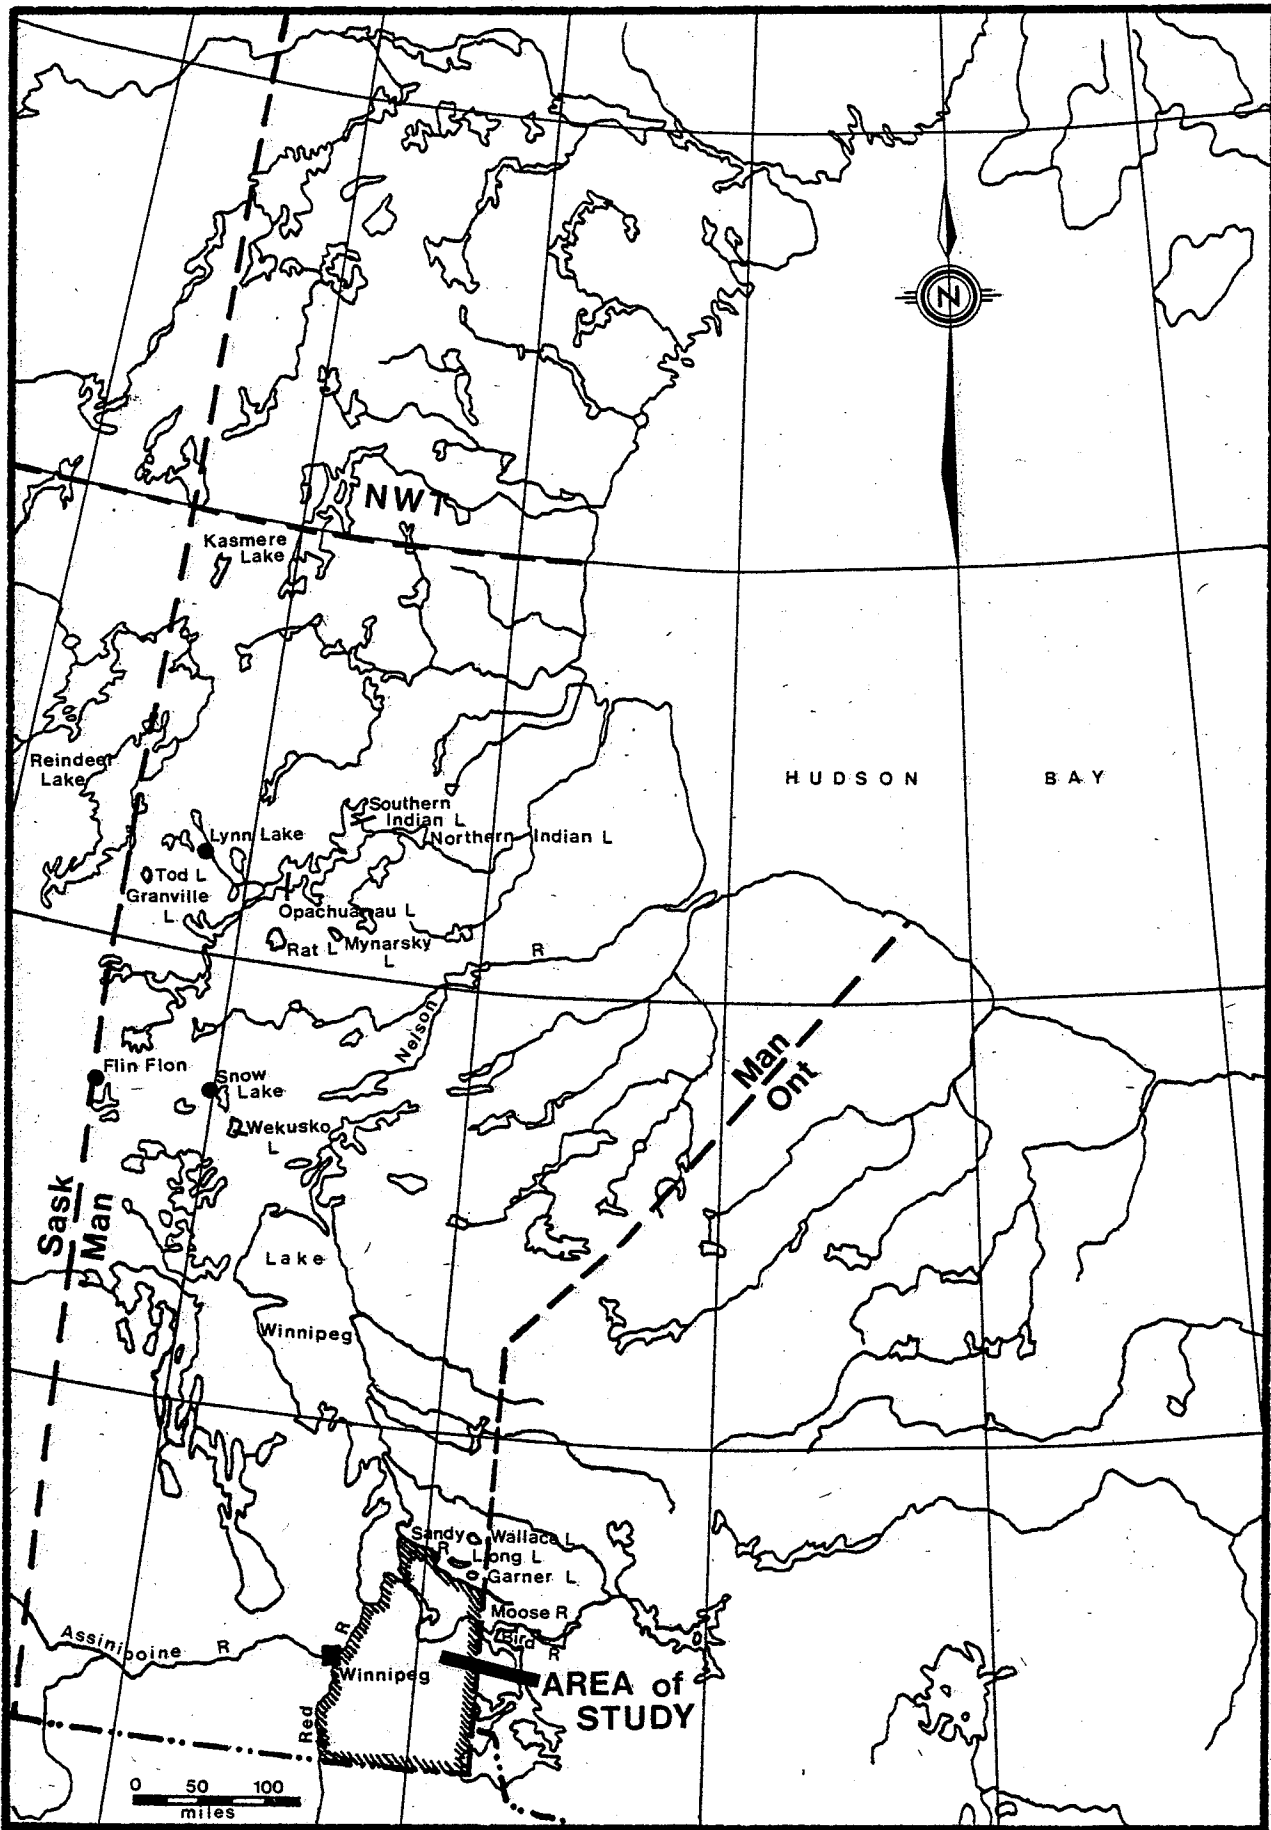 N
NWT
Kasmere
Lake
Reindeer
Lake
HUDSON BAY
Southern
Indian L
Northern Indian L
Lynn Lake
Tod L
Granville
L
Opachuanau L
Rat L
Mynarsky
L
R
Nelson
Flin Flon
Snow
Lake
Wekusko
L
Man
Ont
Sask
Man
Lake
Winnipeg
Sandy
R
Wallace L
Long L
Garner L
Moose R
Bird
R
Assiniboine R
R
Winnipeg
Red
AREA of
STUDY
0 50 100
miles